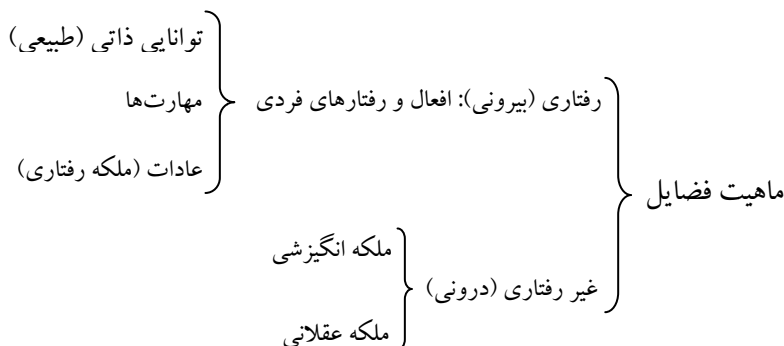 ماهیت فضایل
رفتاری (بیرونی): افعال و رفتارهای فردی
توانایی ذاتی (طبیعی)
مهارت‌ها
عادات (ملکه رفتاری)
غیر رفتاری (درونی)
ملکه انگیزشی
ملکه عقلانی